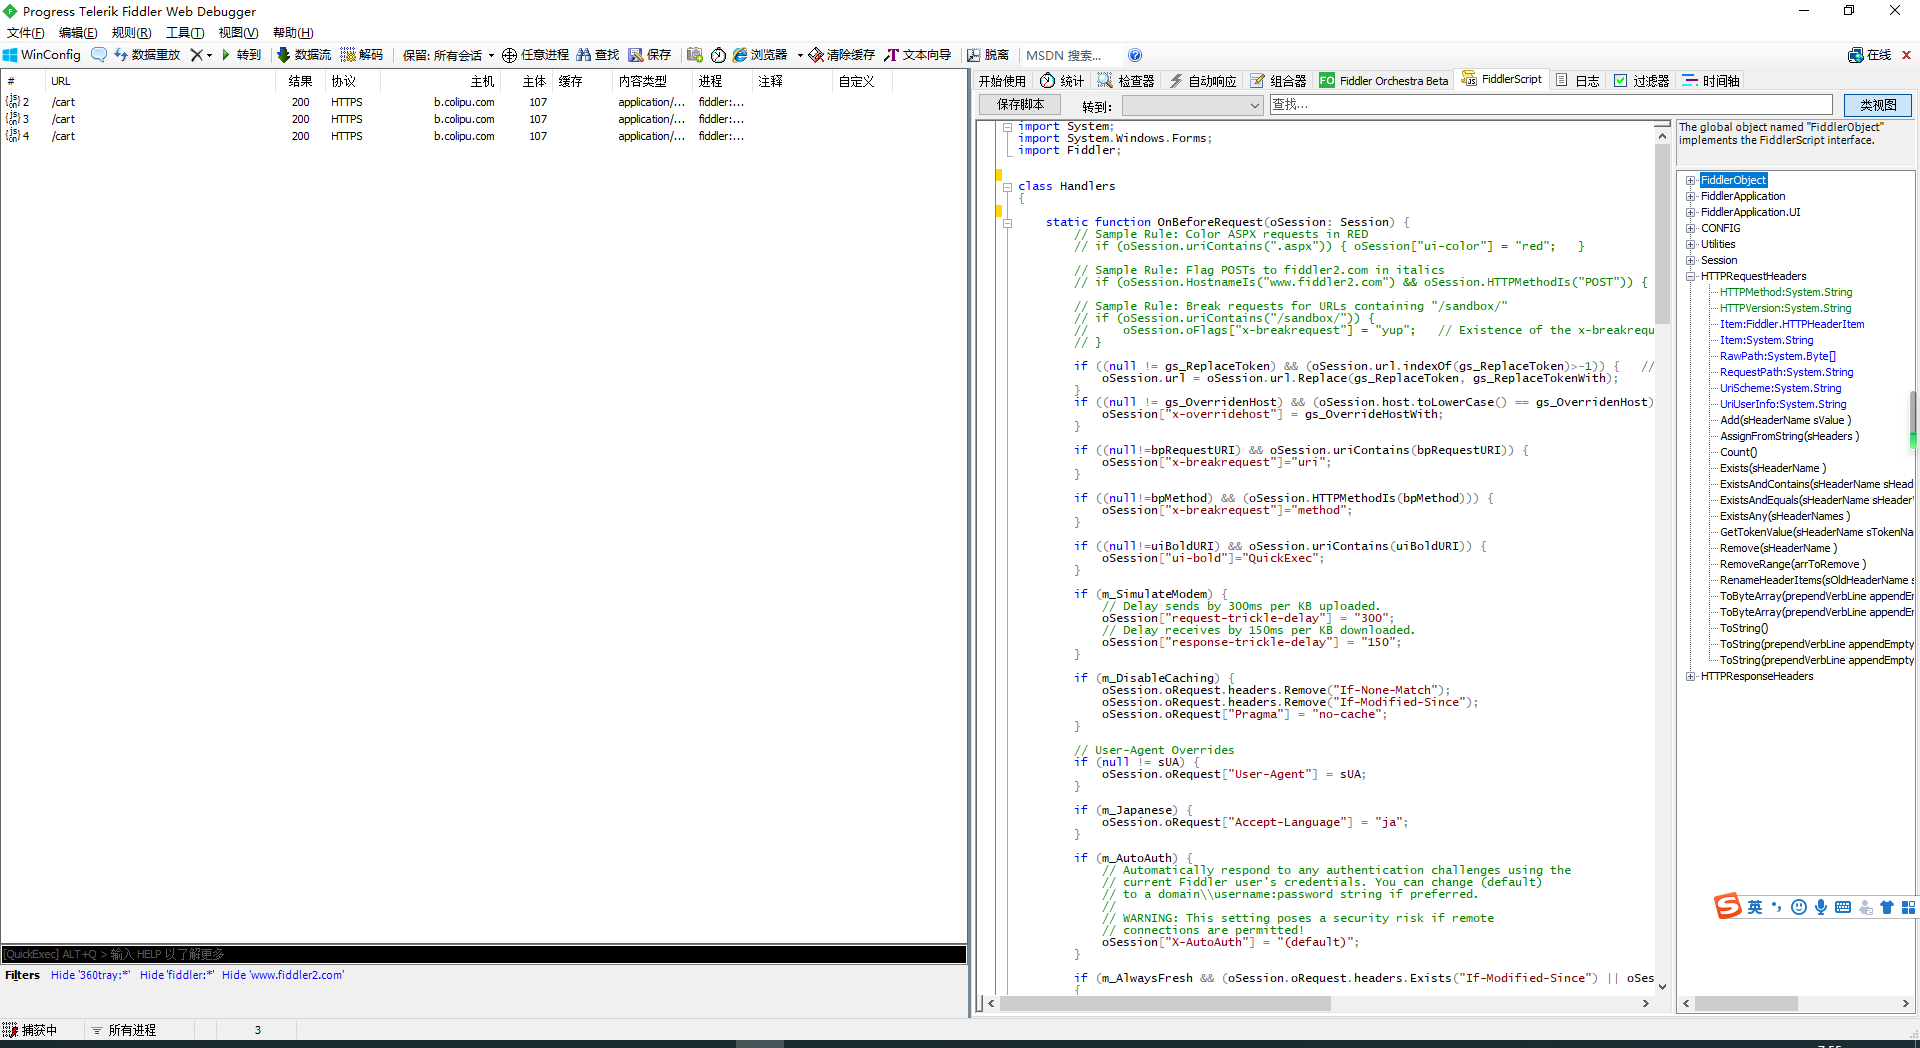 Progress Telerik Fiddler Web Debugger
文件(F) 编辑(E) 规则(R) 工具(T) 视图(V) 帮助(H)
WinConfig 数据重放 转到 数据流 解码 保留: 所有会话 任意进程 查找 保存 浏览器 清除缓存 文本向导 脱离 MSDN 搜索... 在线
# URL 结果 协议 主机 主体 缓存 内容类型 进程 注释 自定义
2 /cart 200 HTTPS b.colipu.com 107 application/... fiddler:...
3 /cart 200 HTTPS b.colipu.com 107 application/... fiddler:...
4 /cart 200 HTTPS b.colipu.com 107 application/... fiddler:...
[QuickExec] ALT+Q > 输入 HELP 以了解更多
Filters Hide '360tray:*' Hide 'fiddler:*' Hide 'www.fiddler2.com'
捕获中 所有进程 3
开始使用 统计 检查器 自动响应 组合器 FO Fiddler Orchestra Beta FiddlerScript 日志 过滤器 时间轴
保存脚本 转到: 查找... 类视图
import System;
import System.Windows.Forms;
import Fiddler;
class Handlers
{
static function OnBeforeRequest(oSession: Session) {
// Sample Rule: Color ASPX requests in RED
// if (oSession.uriContains(".aspx")) { oSession["ui-color"] = "red"; }
// Sample Rule: Flag POSTs to fiddler2.com in italics
// if (oSession.HostnameIs("www.fiddler2.com") && oSession.HTTPMethodIs("POST")) {
// Sample Rule: Break requests for URLs containing "/sandbox/"
// if (oSession.uriContains("/sandbox/")) {
// oSession.oFlags["x-breakrequest"] = "yup"; // Existence of the x-breakrequ
// }
if ((null != gs_ReplaceToken) && (oSession.url.indexOf(gs_ReplaceToken)>-1)) { //
oSession.url = oSession.url.Replace(gs_ReplaceToken, gs_ReplaceTokenWith);
}
if ((null != gs_OverridenHost) && (oSession.host.toLowerCase() == gs_OverridenHost)
oSession["x-overridehost"] = gs_OverrideHostWith;
}
if ((null!=bpRequestURI) && oSession.uriContains(bpRequestURI)) {
oSession["x-breakrequest"]="uri";
}
if ((null!=bpMethod) && (oSession.HTTPMethodIs(bpMethod))) {
oSession["x-breakrequest"]="method";
}
if ((null!=uiBoldURI) && oSession.uriContains(uiBoldURI)) {
oSession["ui-bold"]="QuickExec";
}
if (m_SimulateModem) {
// Delay sends by 300ms per KB uploaded.
oSession["request-trickle-delay"] = "300";
// Delay receives by 150ms per KB downloaded.
oSession["response-trickle-delay"] = "150";
}
if (m_DisableCaching) {
oSession.oRequest.headers.Remove("If-None-Match");
oSession.oRequest.headers.Remove("If-Modified-Since");
oSession.oRequest["Pragma"] = "no-cache";
}
// User-Agent Overrides
if (null != sUA) {
oSession.oRequest["User-Agent"] = sUA;
}
if (m_Japanese) {
oSession.oRequest["Accept-Language"] = "ja";
}
if (m_AutoAuth) {
// Automatically respond to any authentication challenges using the
// current Fiddler user's credentials. You can change (default)
// to a domain\\username:password string if preferred.
//
// WARNING: This setting poses a security risk if remote
// connections are permitted!
oSession["X-AutoAuth"] = "(default)";
}
if (m_AlwaysFresh && (oSession.oRequest.headers.Exists("If-Modified-Since") || oSes
{
The global object named "FiddlerObject"
implements the FiddlerScript interface.
FiddlerObject
FiddlerApplication
FiddlerApplication.UI
CONFIG
Utilities
Session
HTTPRequestHeaders
HTTPMethod:System.String
HTTPVersion:System.String
Item:Fiddler.HTTPHeaderItem
Item:System.String
RawPath:System.Byte[]
RequestPath:System.String
UriScheme:System.String
UriUserInfo:System.String
Add(sHeaderName sValue )
AssignFromString(sHeaders )
Count()
Exists(sHeaderName )
ExistsAndContains(sHeaderName sHead
ExistsAndEquals(sHeaderName sHeader
ExistsAny(sHeaderNames )
GetTokenValue(sHeaderName sTokenNa
Remove(sHeaderName )
RemoveRange(arrToRemove )
RenameHeaderItems(sOldHeaderName s
ToByteArray(prependVerbLine appendEr
ToByteArray(prependVerbLine appendEr
ToString()
ToString(prependVerbLine appendEmpty
ToString(prependVerbLine appendEmpty
HTTPResponseHeaders
英